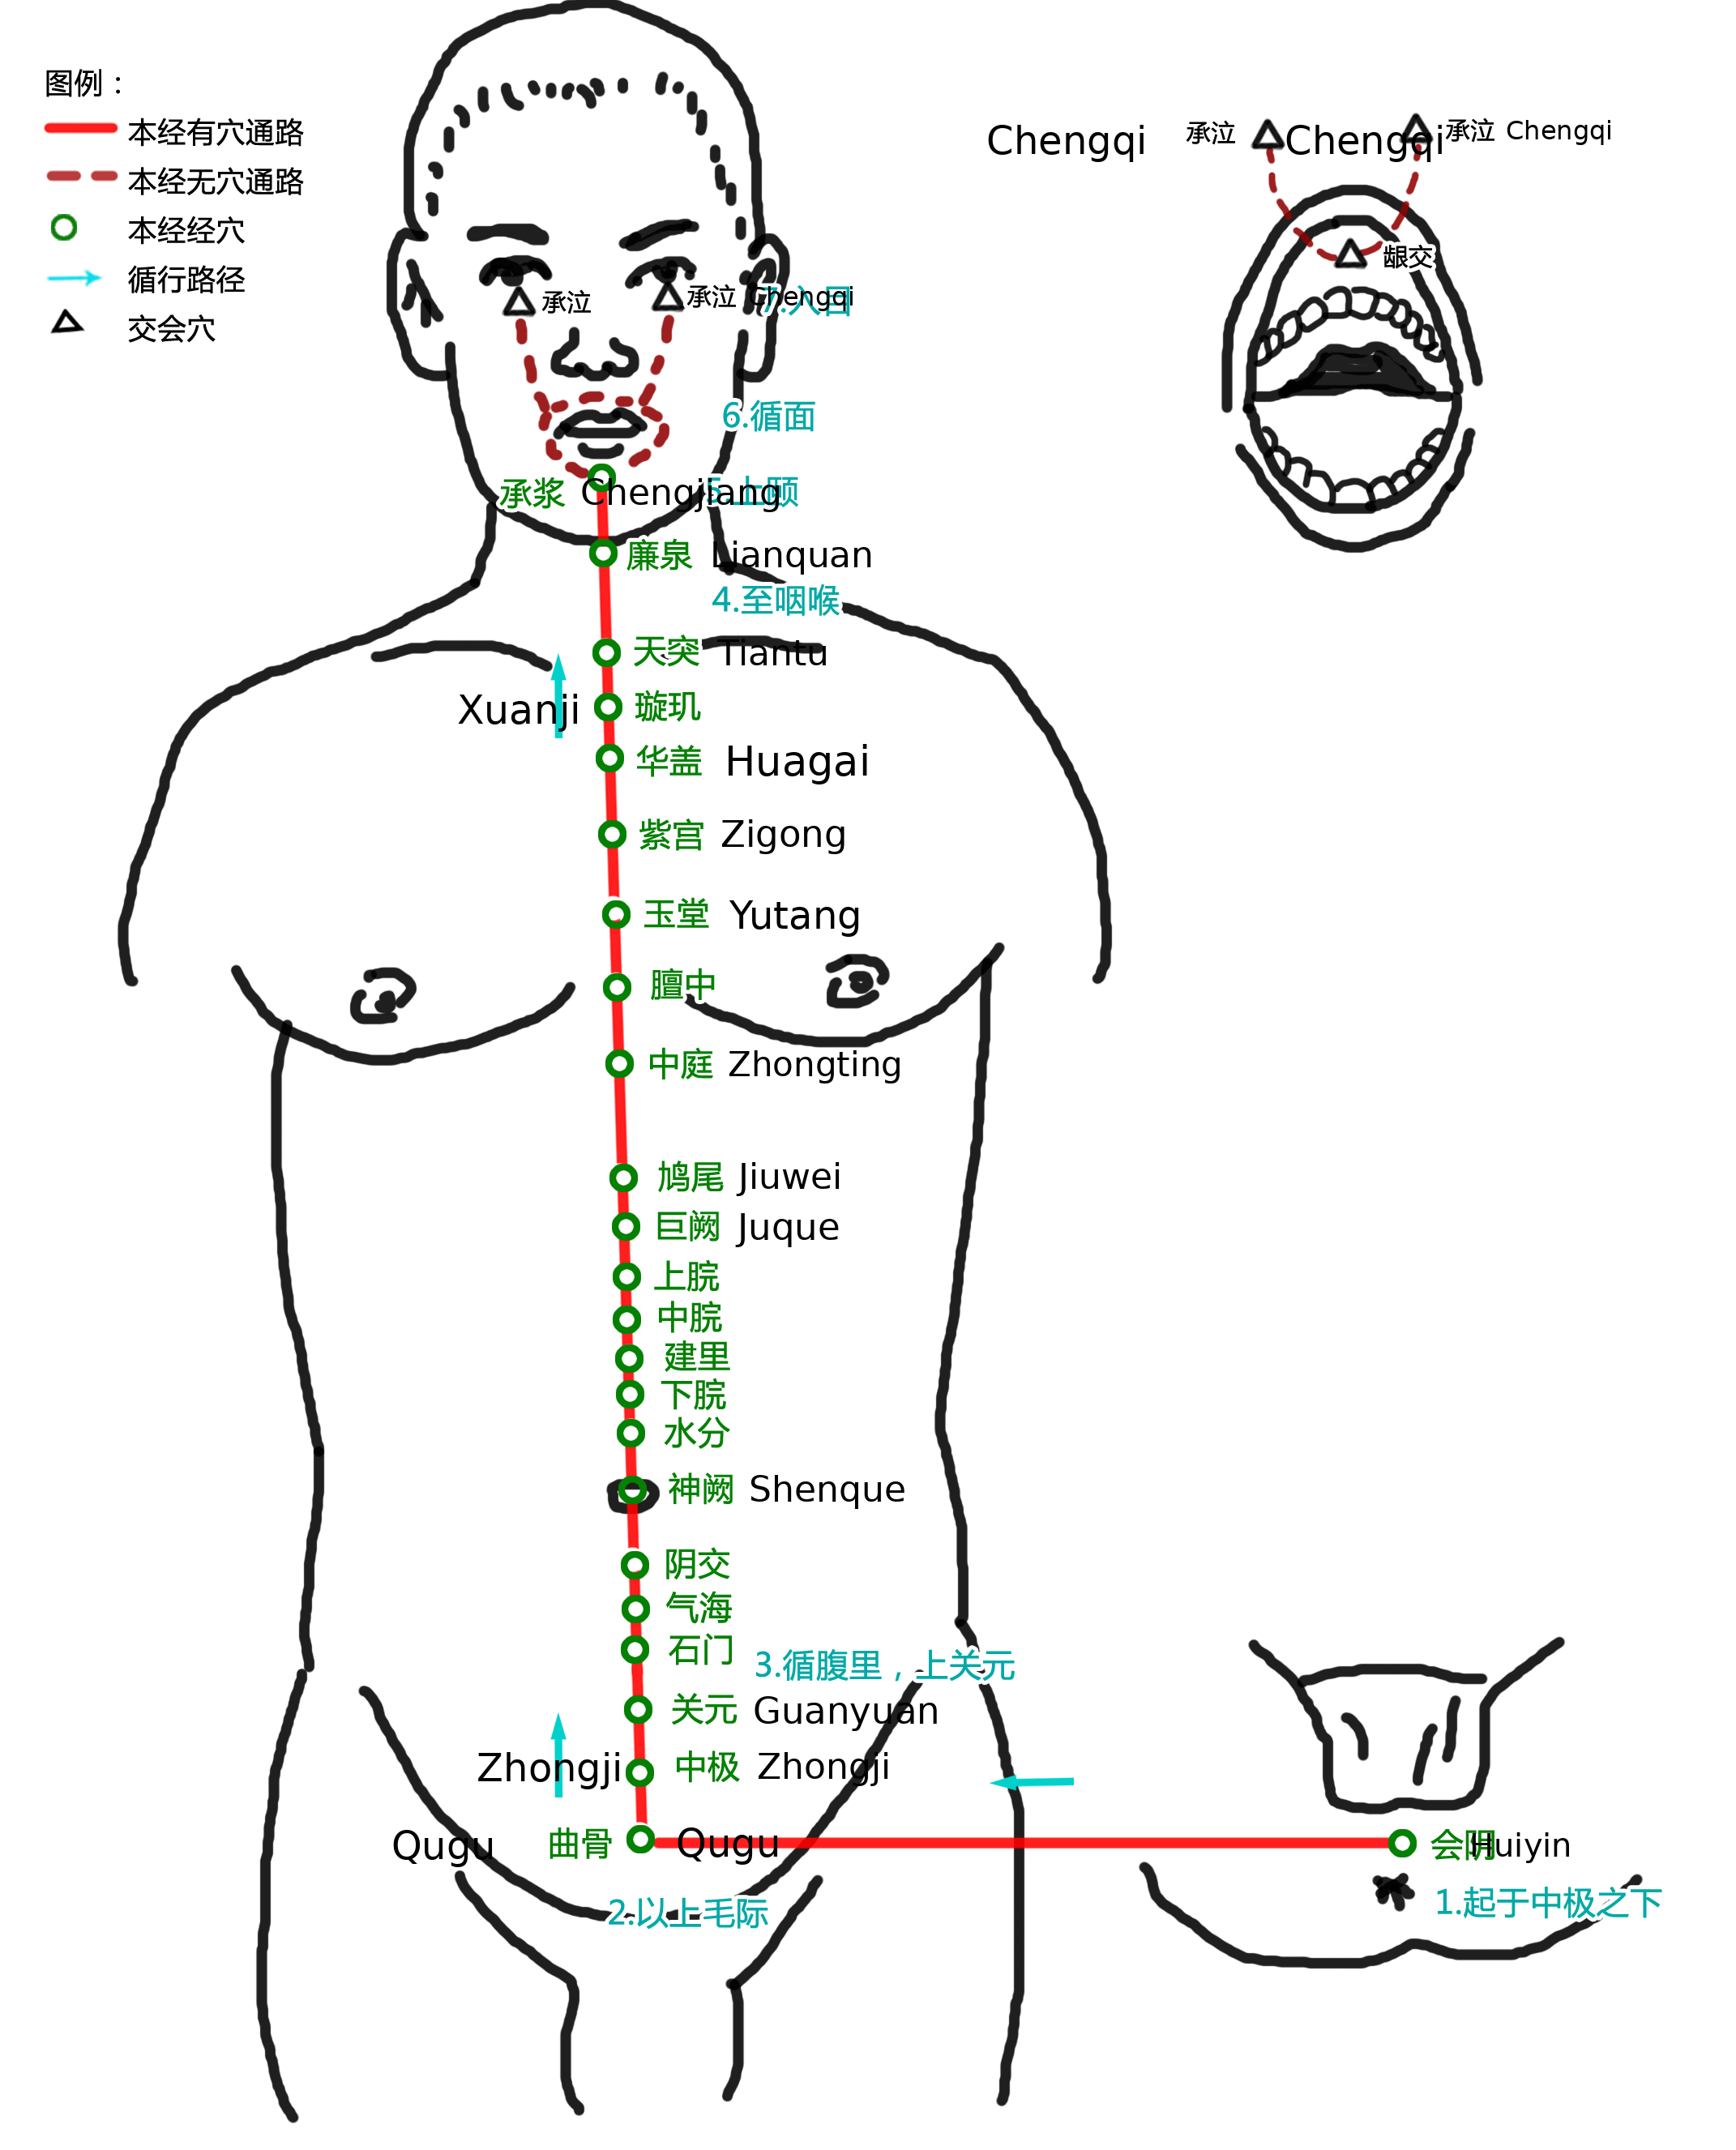 图例：
本经有穴通路
本经无穴通路
本经经穴
循行路径
交会穴
Chengqi 承泣 Chengqi 承泣 Chengqi
龈交
承泣 承泣 Chengqi 7.入目
6.循面
承浆 Chengjiang 5.上颐
廉泉 Lianquan
4.至咽喉
天突 Tiantu
Xuanji 璇玑
华盖 Huagai
紫宫 Zigong
玉堂 Yutang
膻中
中庭 Zhongting
鸠尾 Jiuwei
巨阙 Juque
上脘
中脘
建里
下脘
水分
神阙 Shenque
阴交
气海
石门
3.循腹里，上关元
关元 Guanyuan
Zhongji 中极 Zhongji
Qugu 曲骨 Qugu 会阴 Huiyin
2.以上毛际 1.起于中极之下